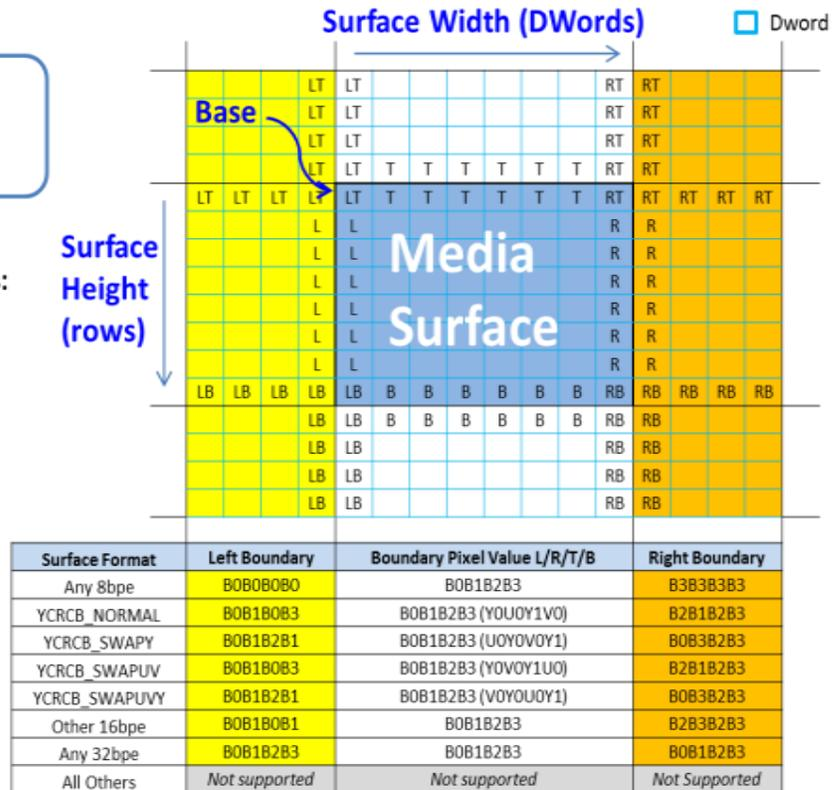 Surface Width (DWords)
Dword
LT LT RT RT
Base LT LT RT RT
LT LT RT RT
LT LT T T T T T T RT RT
LT LT LT LT LT T T T T T T RT RT RT RT RT
L L R R
L L R R
L L R R
L L R R
L L R R
L L R R
Media
Surface
Surface
Height
(rows)
:
LB LB LB LB LB B B B B B B RB RB RB RB RB
LB LB B B B B B B RB RB
LB LB RB RB
LB LB RB RB
LB LB RB RB
Surface Format Left Boundary Boundary Pixel Value L/R/T/B Right Boundary
Any 8bpe B0B0B0B0 B0B1B2B3 B3B3B3B3
YCRCB_NORMAL B0B1B0B3 B0B1B2B3 (Y0U0Y1V0) B2B1B2B3
YCRCB_SWAPY B0B1B2B1 B0B1B2B3 (U0Y0V0Y1) B0B3B2B3
YCRCB_SWAPUV B0B1B0B3 B0B1B2B3 (Y0V0Y1U0) B2B1B2B3
YCRCB_SWAPUVY B0B1B2B1 B0B1B2B3 (V0Y0U0Y1) B0B3B2B3
Other 16bpe B0B1B0B1 B0B1B2B3 B2B3B2B3
Any 32bpe B0B1B2B3 B0B1B2B3 B0B1B2B3
All Others Not supported Not supported Not Supported